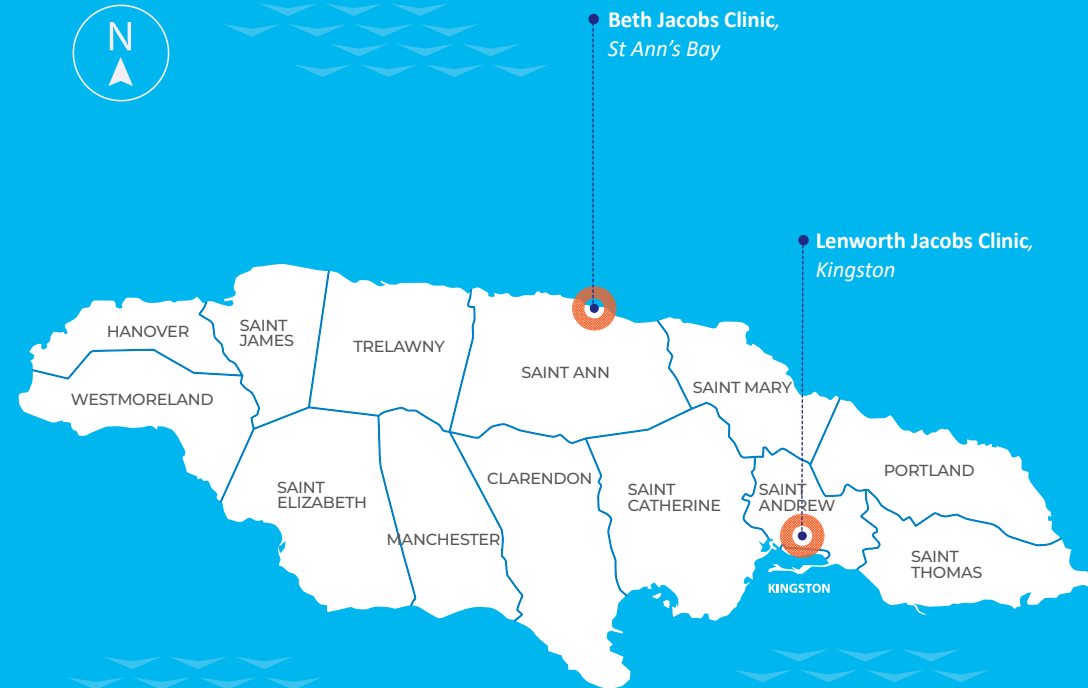 N
Beth Jacobs Clinic,
St Ann's Bay
Lenworth Jacobs Clinic,
Kingston
HANOVER
SAINT
JAMES
TRELAWNY
SAINT ANN
SAINT MARY
WESTMORELAND
SAINT
ELIZABETH
MANCHESTER
CLARENDON
SAINT
CATHERINE
SAINT
ANDREW
PORTLAND
SAINT
THOMAS
KINGSTON